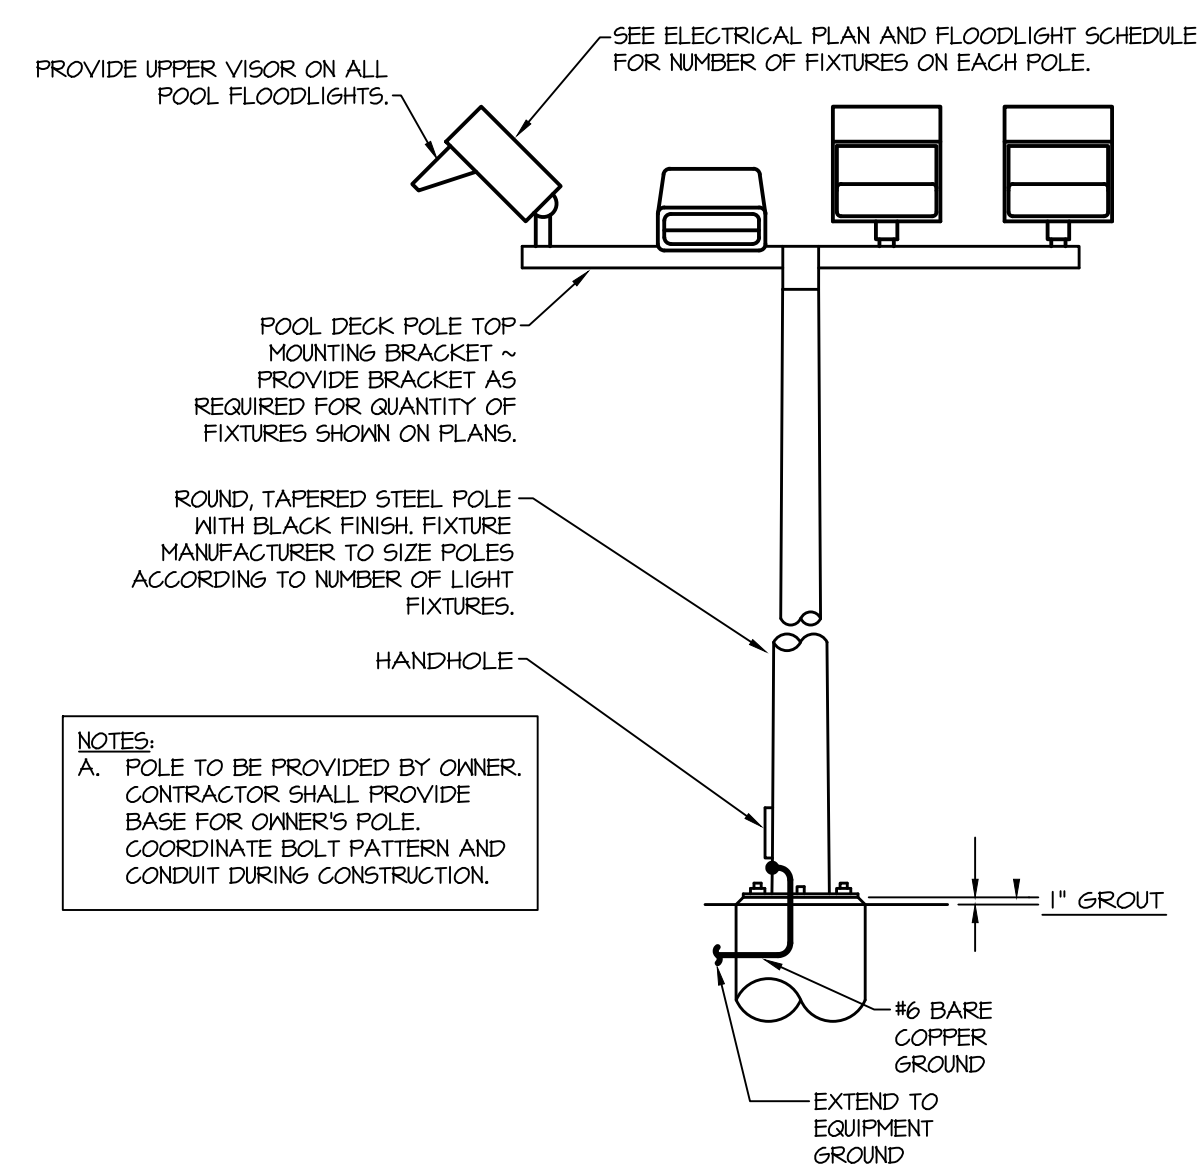 SEE ELECTRICAL PLAN AND FLOODLIGHT SCHEDULE
FOR NUMBER OF FIXTURES ON EACH POLE.
PROVIDE UPPER VISOR ON ALL
POOL FLOODLIGHTS.
POOL DECK POLE TOP
MOUNTING BRACKET ~
PROVIDE BRACKET AS
REQUIRED FOR QUANTITY OF
FIXTURES SHOWN ON PLANS.
ROUND, TAPERED STEEL POLE
WITH BLACK FINISH. FIXTURE
MANUFACTURER TO SIZE POLES
ACCORDING TO NUMBER OF LIGHT
FIXTURES.
HANDHOLE
NOTES:
A. POLE TO BE PROVIDED BY OWNER.
CONTRACTOR SHALL PROVIDE
BASE FOR OWNER'S POLE.
COORDINATE BOLT PATTERN AND
CONDUIT DURING CONSTRUCTION.
1" GROUT
#6 BARE
COPPER
GROUND
EXTEND TO
EQUIPMENT
GROUND